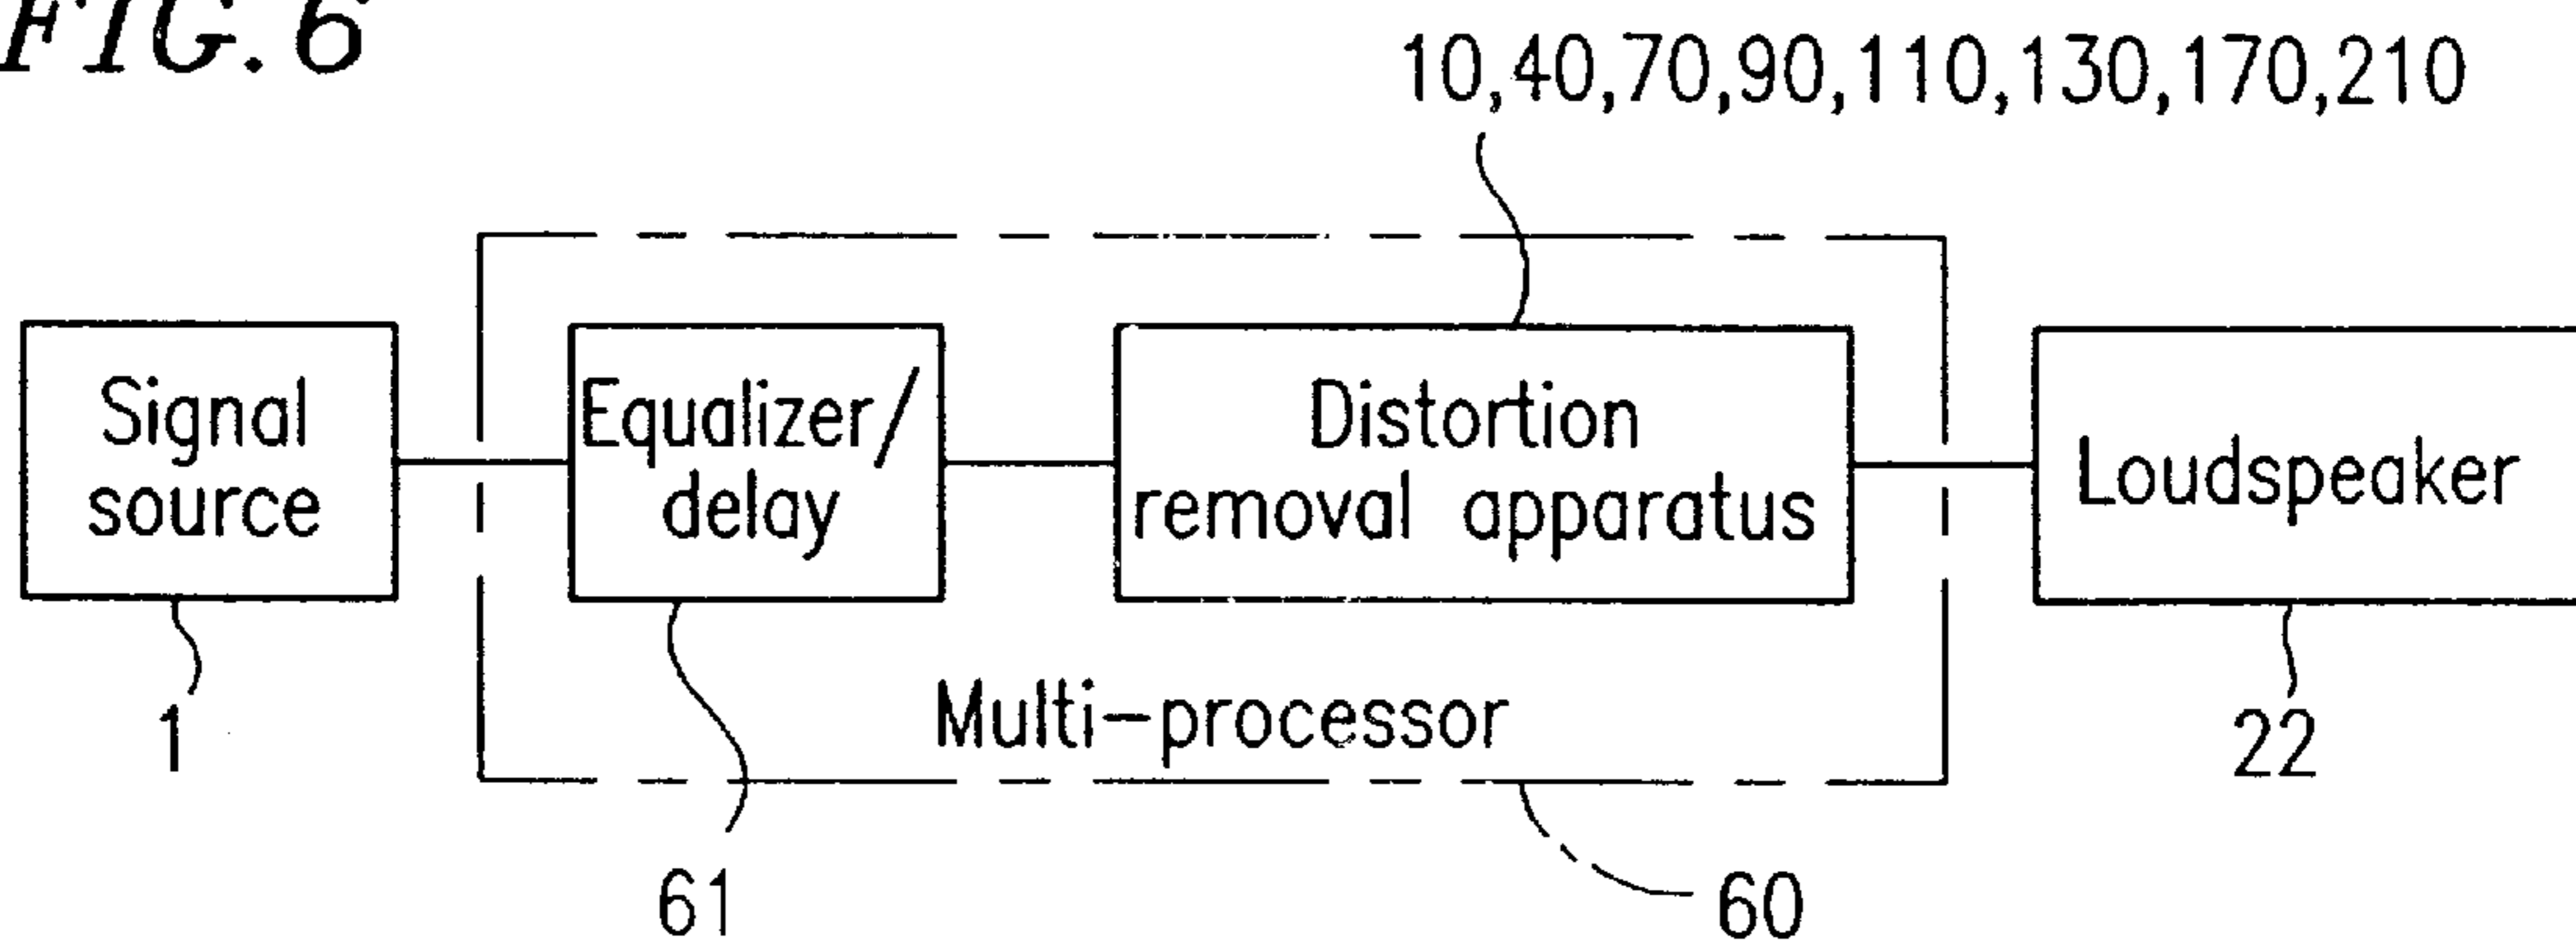 FIG. 6
10,40,70,90,110,130,170,210
Signal
source
Equalizer/
delay
Distortion
removal apparatus
Loudspeaker
Multi-processor
1
22
61
60